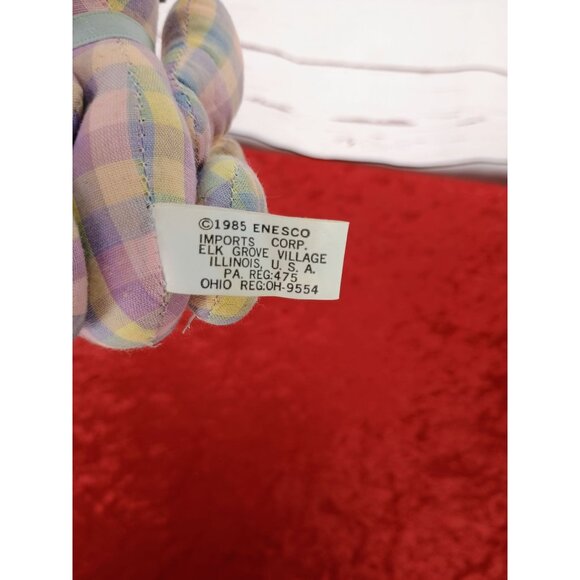 ©1985 ENESCO
IMPORTS CORP.
ELK GROVE VILLAGE
ILLINOIS, U. S. A.
PA. REG:475
OHIO REG:OH-9554